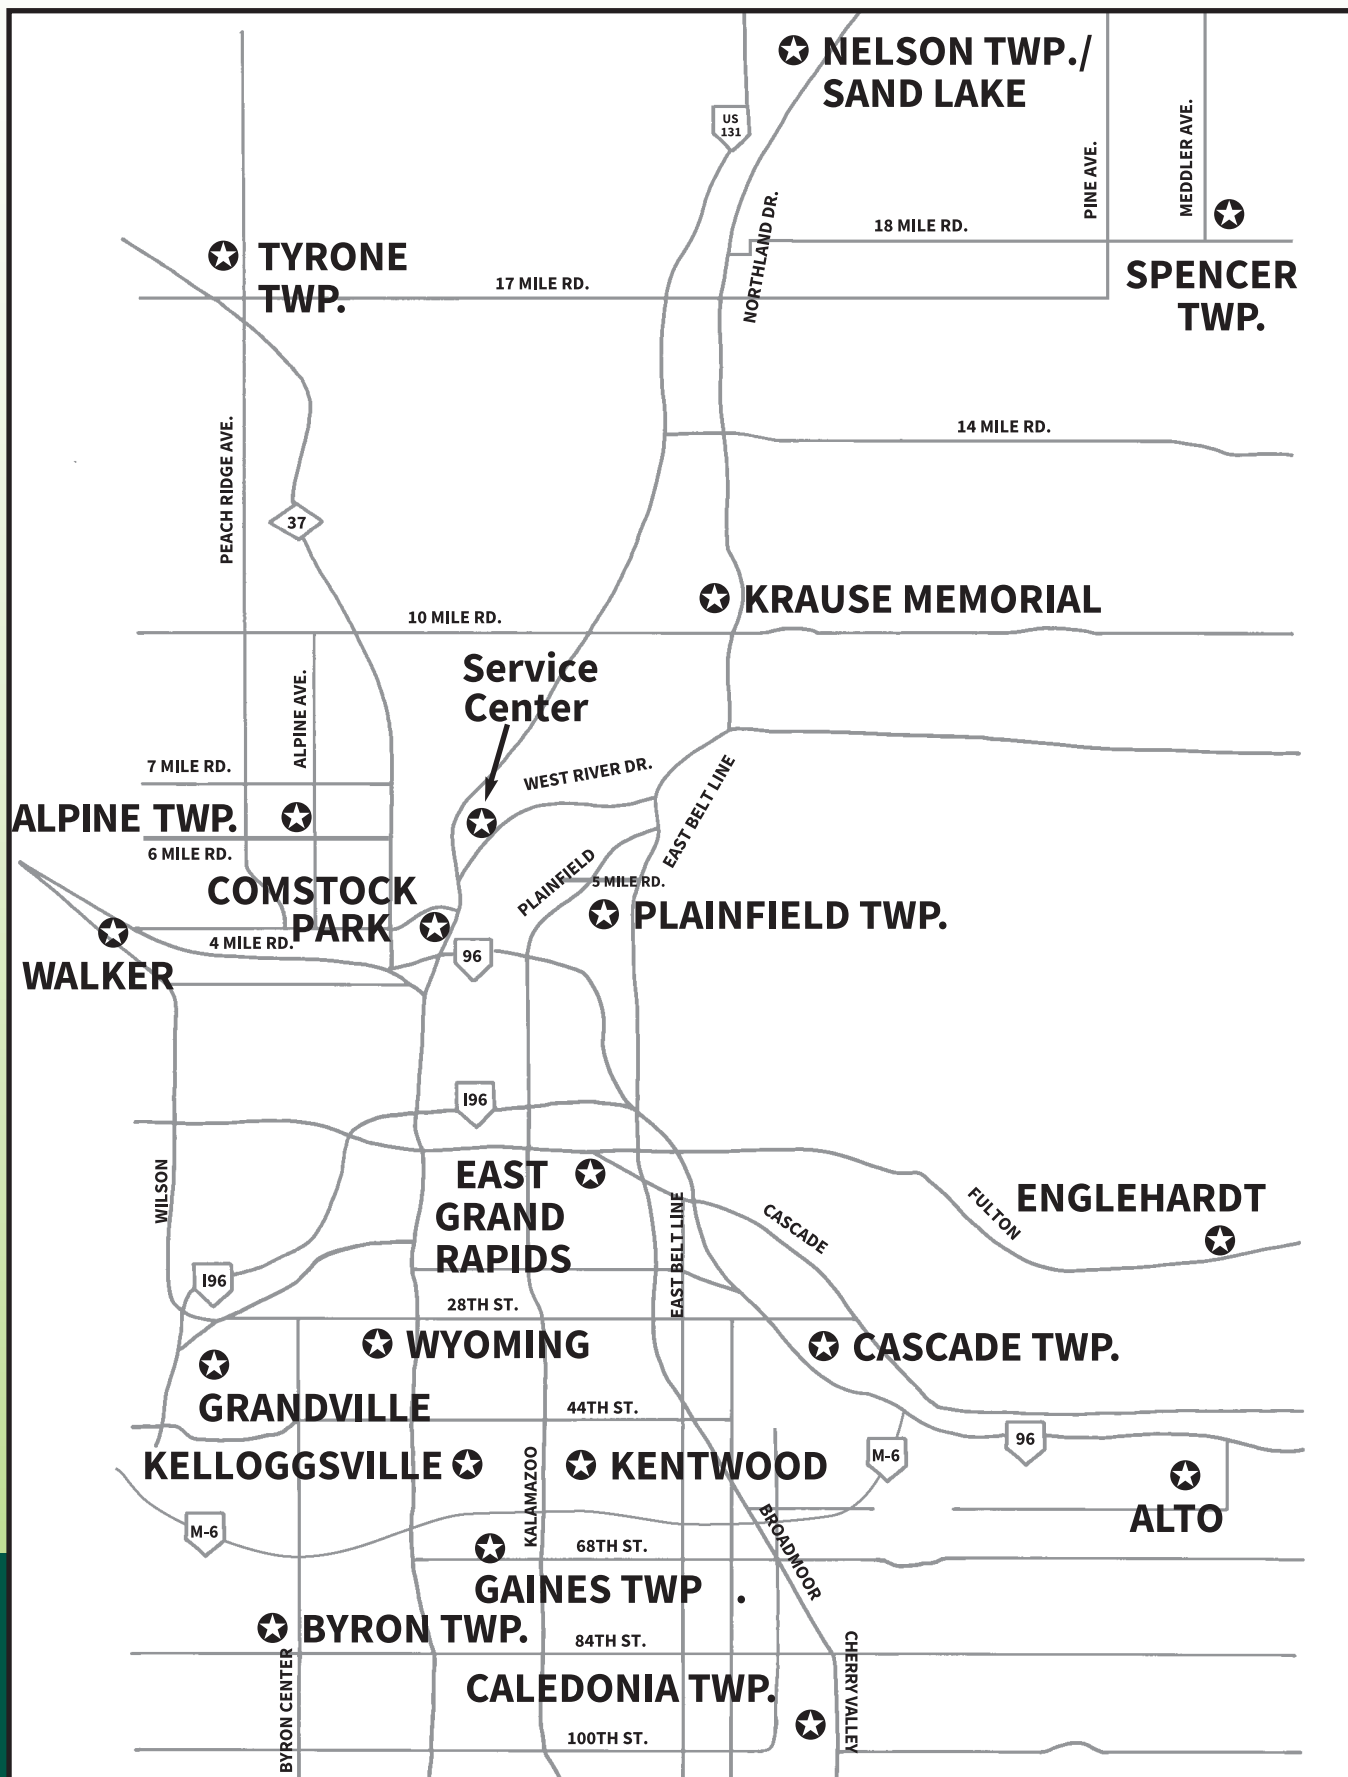 NELSON TWP./
SAND LAKE
US
131
PINE AVE.
MEDDLER AVE.
NORTHLAND DR.
18 MILE RD.
TYRONE
TWP.
17 MILE RD.
SPENCER
TWP.
14 MILE RD.
PEACH RIDGE AVE.
37
KRAUSE MEMORIAL
10 MILE RD.
Service
Center
ALPINE AVE.
7 MILE RD.
WEST RIVER DR.
EAST BELT LINE
ALPINE TWP.
6 MILE RD.
PLAINFIELD
5 MILE RD.
COMSTOCK
PARK
PLAINFIELD TWP.
4 MILE RD.
96
WALKER
I96
WILSON
EAST
GRAND
RAPIDS
EAST BELT LINE
CASCADE
FULTON
ENGLEHARDT
I96
28TH ST.
WYOMING
CASCADE TWP.
GRANDVILLE
44TH ST.
KELLOGGSVILLE
KALAMAZOO
KENTWOOD
M-6
96
M-6
BROADMOOR
ALTO
68TH ST.
GAINES TWP .
BYRON TWP.
84TH ST.
BYRON CENTER
CALEDONIA TWP.
CHERRY VALLEY
100TH ST.